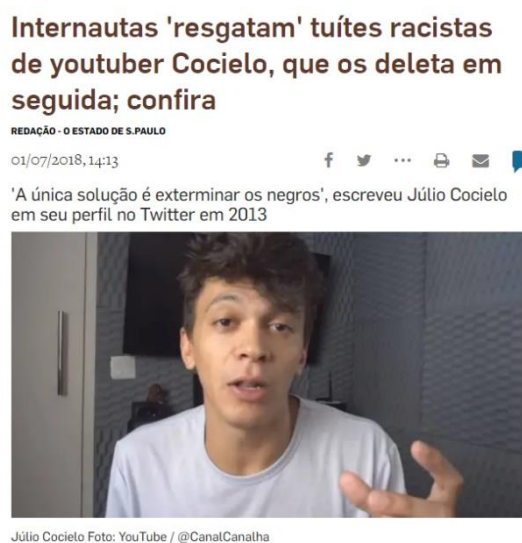 Internautas 'resgatam' tuítes racistas
de youtuber Cocielo, que os deleta em
seguida; confira
REDAÇÃO - O ESTADO DE S.PAULO
01/07/2018, 14:13
'A única solução é exterminar os negros', escreveu Júlio Cocielo
em seu perfil no Twitter em 2013
Júlio Cocielo Foto: YouTube / @CanalCanalha